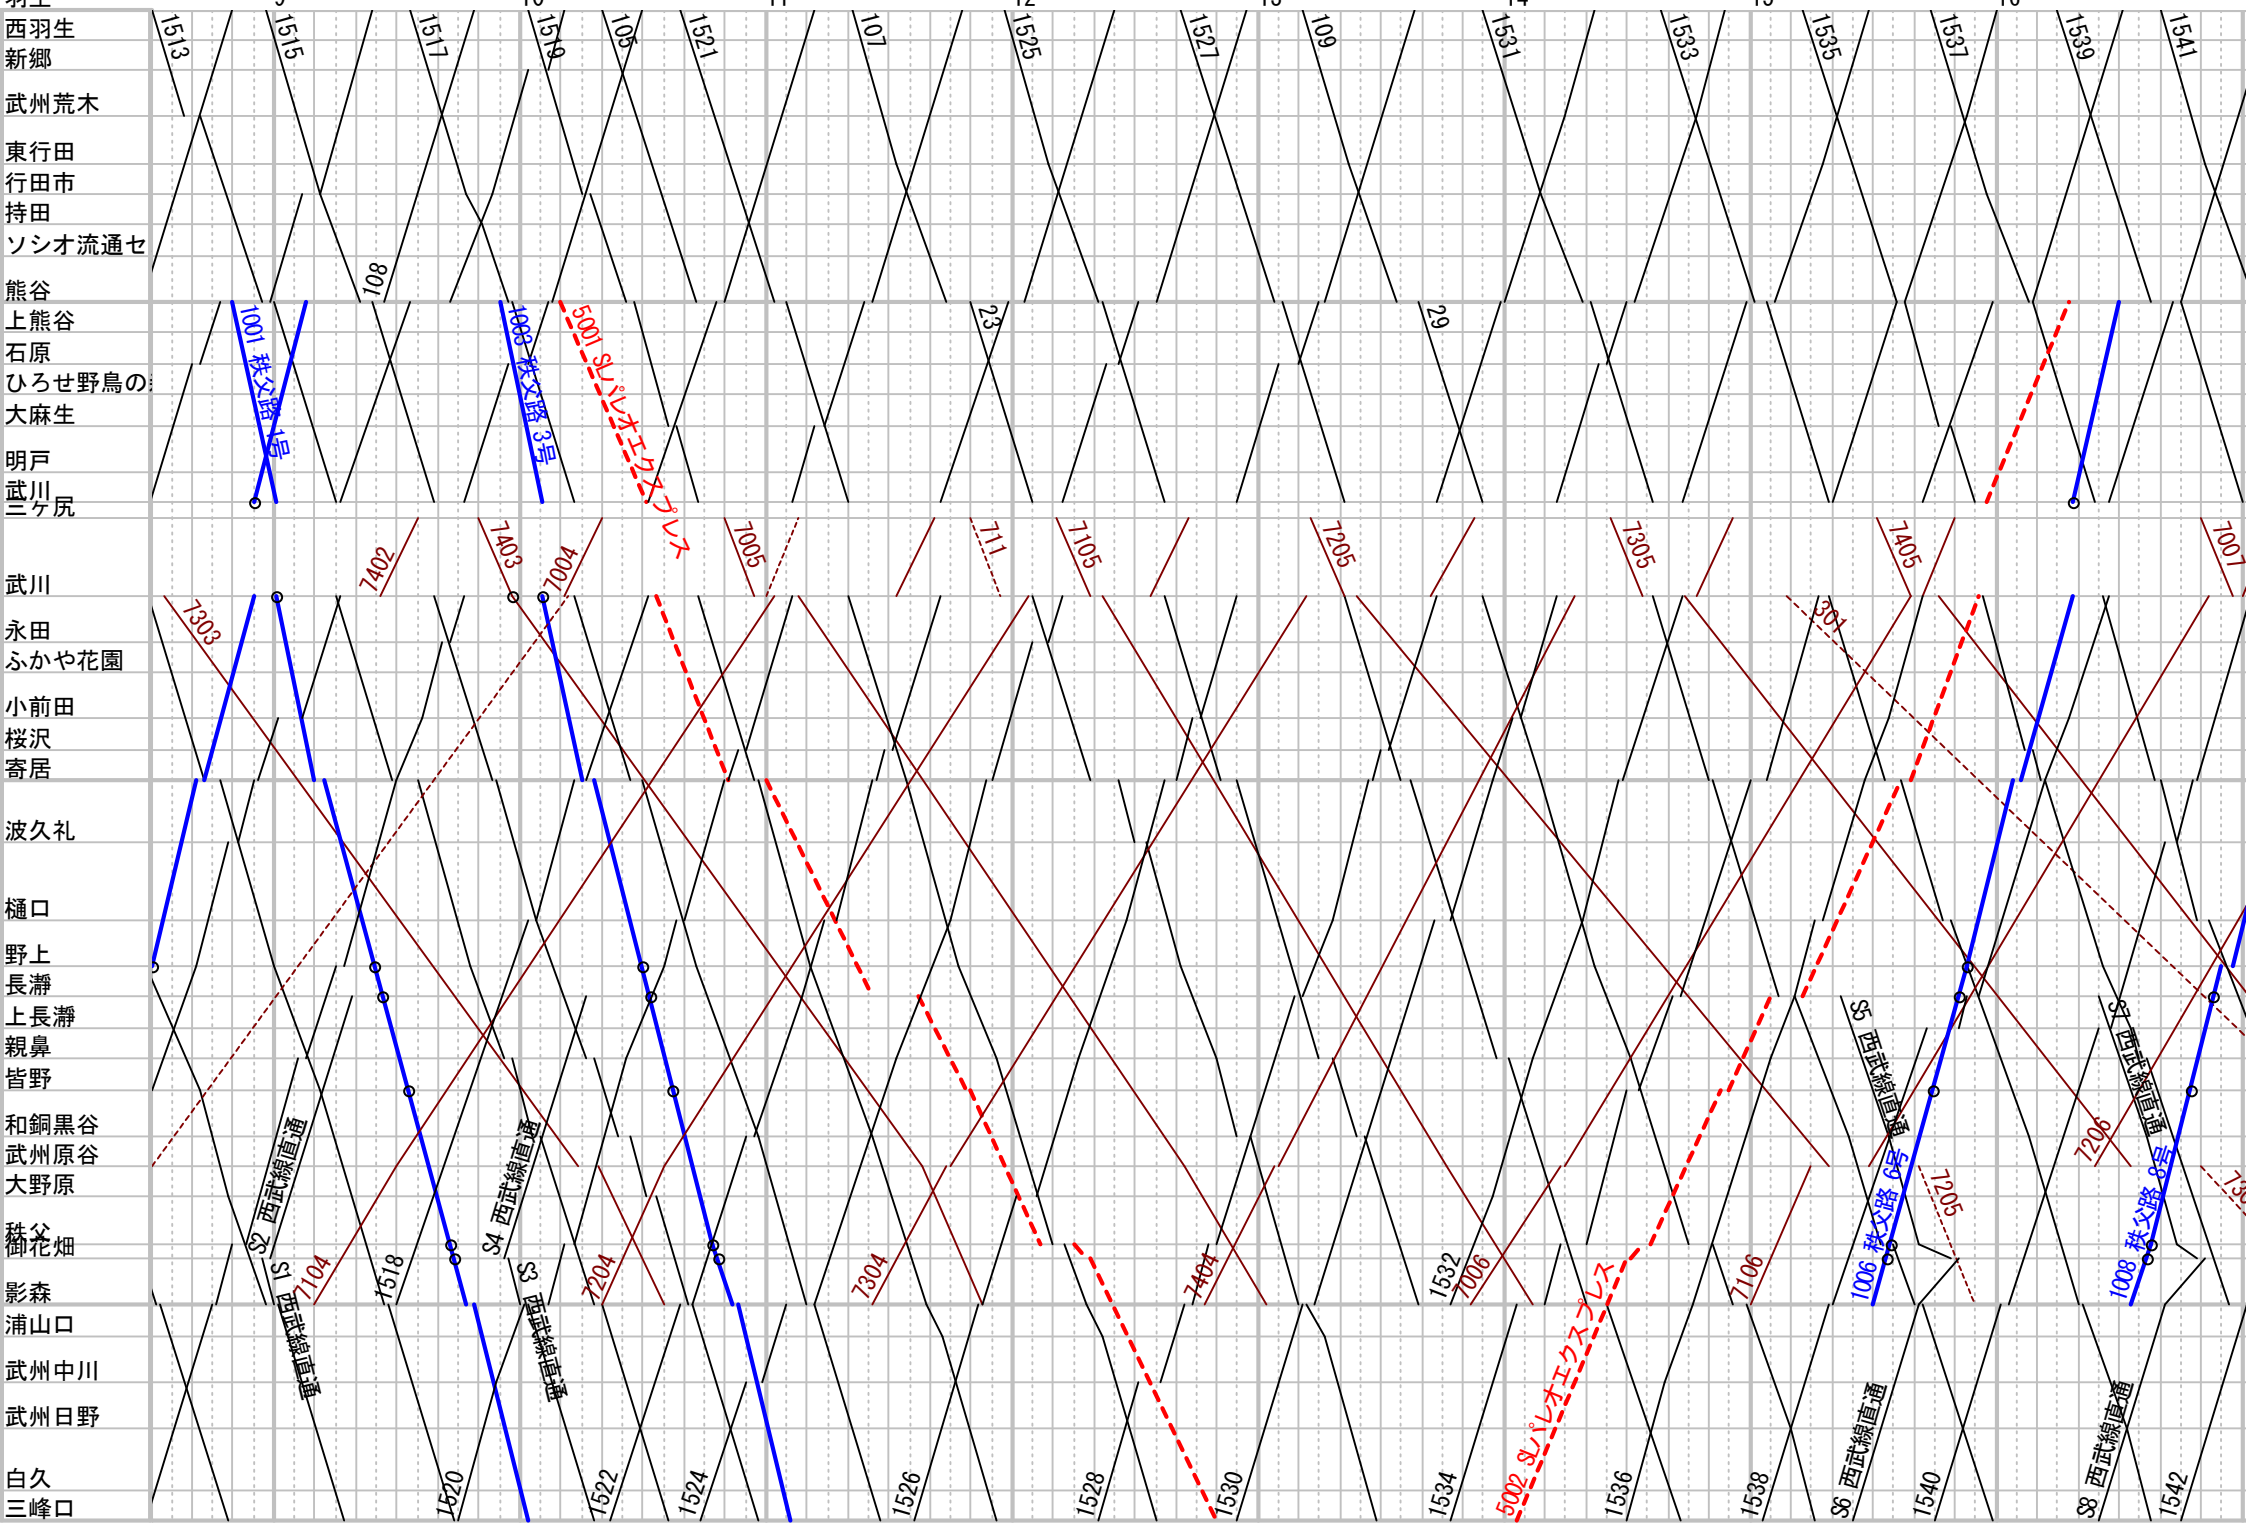 9 10 11 12 13 14 15 16
羽生
西羽生
新郷
武州荒木
東行田
行田市
持田
ソシオ流通セ
熊谷
上熊谷
石原
ひろせ野鳥の
大麻生
明戸
武川
三ケ尻
武川
永田
ふかや花園
小前田
桜沢
寄居
波久礼
樋口
野上
長瀞
上長瀞
親鼻
皆野
和銅黒谷
武州原谷
大野原
秩父
御花畑
影森
浦山口
武州中川
武州日野
白久
三峰口
1513
1515
1517
1519
105
1521
107
1525
1527
109
1531
1533
1535
1537
1539
1541
108
1001 秩父路 1号
1003 秩父路 3号
5001 SLパレオエクスプレス
23
29
7402
7403
7004
7005
711
7105
7205
7305
7405
7007
7303
301
S5 西武線直通
S7 西武線直通
S2 西武線直通
S4 西武線直通
7206
7205
730
7104
1518
7204
7304
7404
1532
7006
7106
1006 秩父路 6号
1008 秩父路 8号
S1 西武線直通
S3 西武線直通
1520
1522
1524
1526
1528
1530
1534
5002 SLパレオエクスプレス
1536
1538
S6 西武線直通
1540
S8 西武線直通
1542